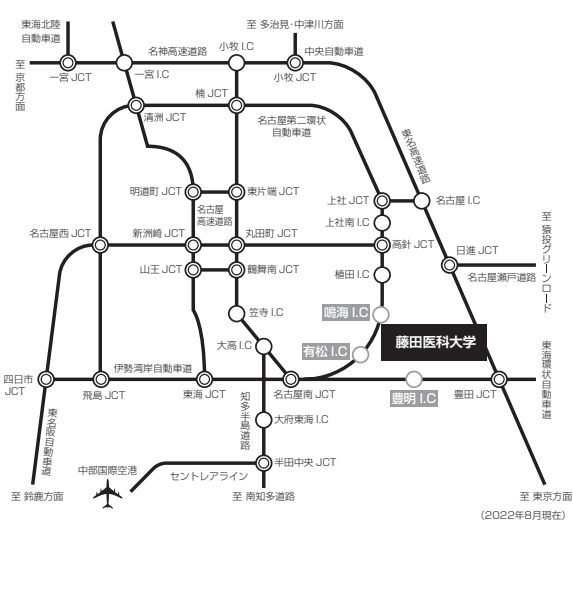 東海北陸
自動車道
至 多治見・中津川方面
名神高速道路
小牧 I.C
中央自動車道
至 京都方面
一宮 JCT
一宮 I.C
小牧 JCT
楠 JCT
清洲 JCT
名古屋第二環状
自動車道
東名高速道路
明道町 JCT
東片端 JCT
上社 JCT
名古屋 I.C
名古屋
高速道路
上社南 I.C
至 猿投グリーンロード
名古屋西 JCT
新洲崎 JCT
丸田町 JCT
高針 JCT
日進 JCT
山王 JCT
鶴舞南 JCT
植田 I.C
名古屋瀬戸道路
笠寺 I.C
鳴海 I.C
大高 I.C
有松 I.C
藤田医科大学
東海環状自動車道
伊勢湾岸自動車道
四日市
JCT
飛島 JCT
東海 JCT
名古屋南 JCT
豊明 I.C
豊田 JCT
知多半島道路
東名阪自動車道
大府東海 I.C
中部国際空港
セントレアライン
半田中央 JCT
至 鈴鹿方面
至 南知多道路
至 東京方面
（2022年8月現在）